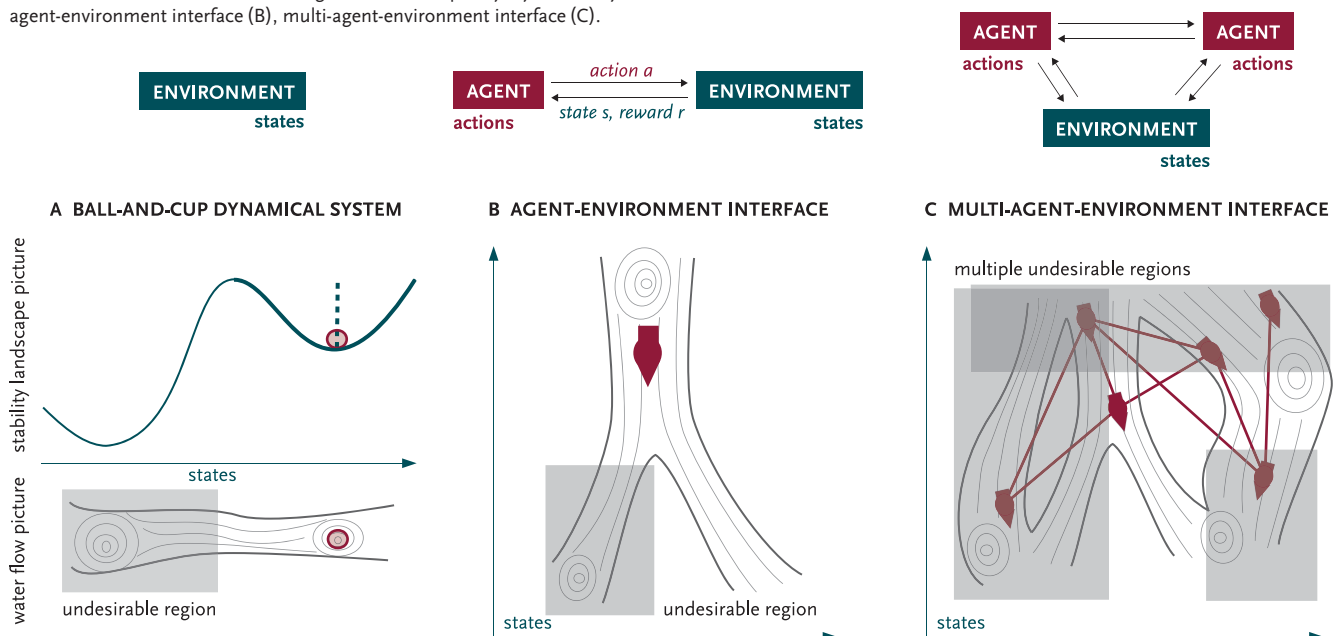 agent-environment interface (B), multi-agent-environment interface (C).
ENVIRONMENT
states
AGENT
actions
action a
state s, reward r
ENVIRONMENT
states
AGENT
actions
AGENT
actions
ENVIRONMENT
states
A BALL-AND-CUP DYNAMICAL SYSTEM
B AGENT-ENVIRONMENT INTERFACE
C MULTI-AGENT-ENVIRONMENT INTERFACE
stability landscape picture
states
water flow picture
undesirable region
undesirable region
states
multiple undesirable regions
states